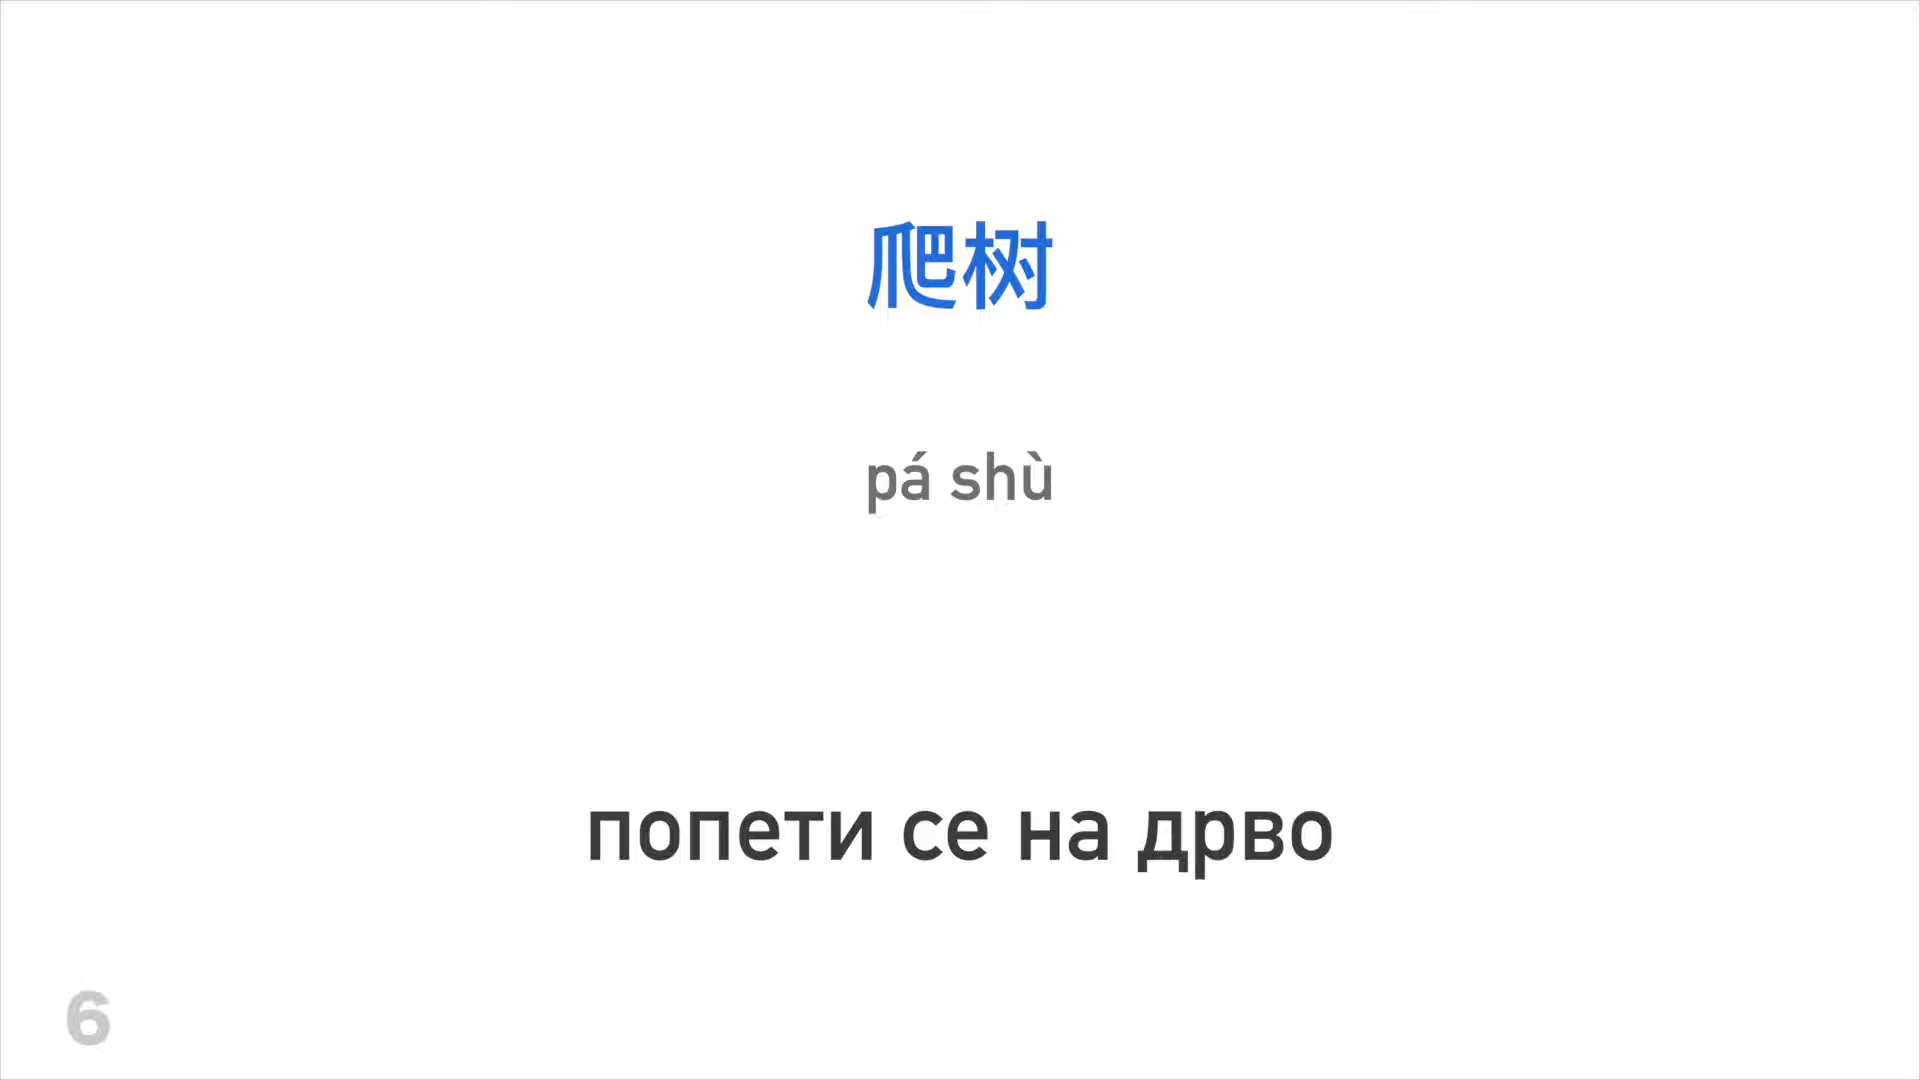 爬树
pá shù
попети се на дрво
6